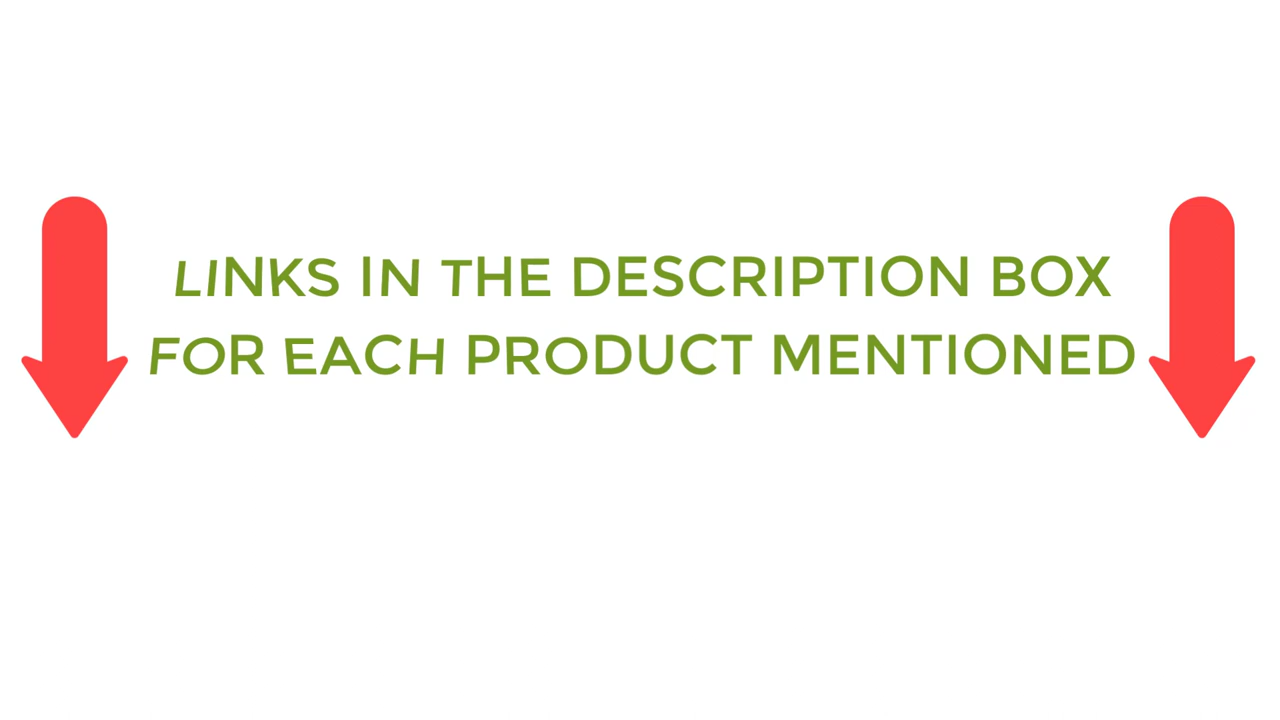 LINKS IN THE DESCRIPTION BOX
FOR EACH PRODUCT MENTIONED